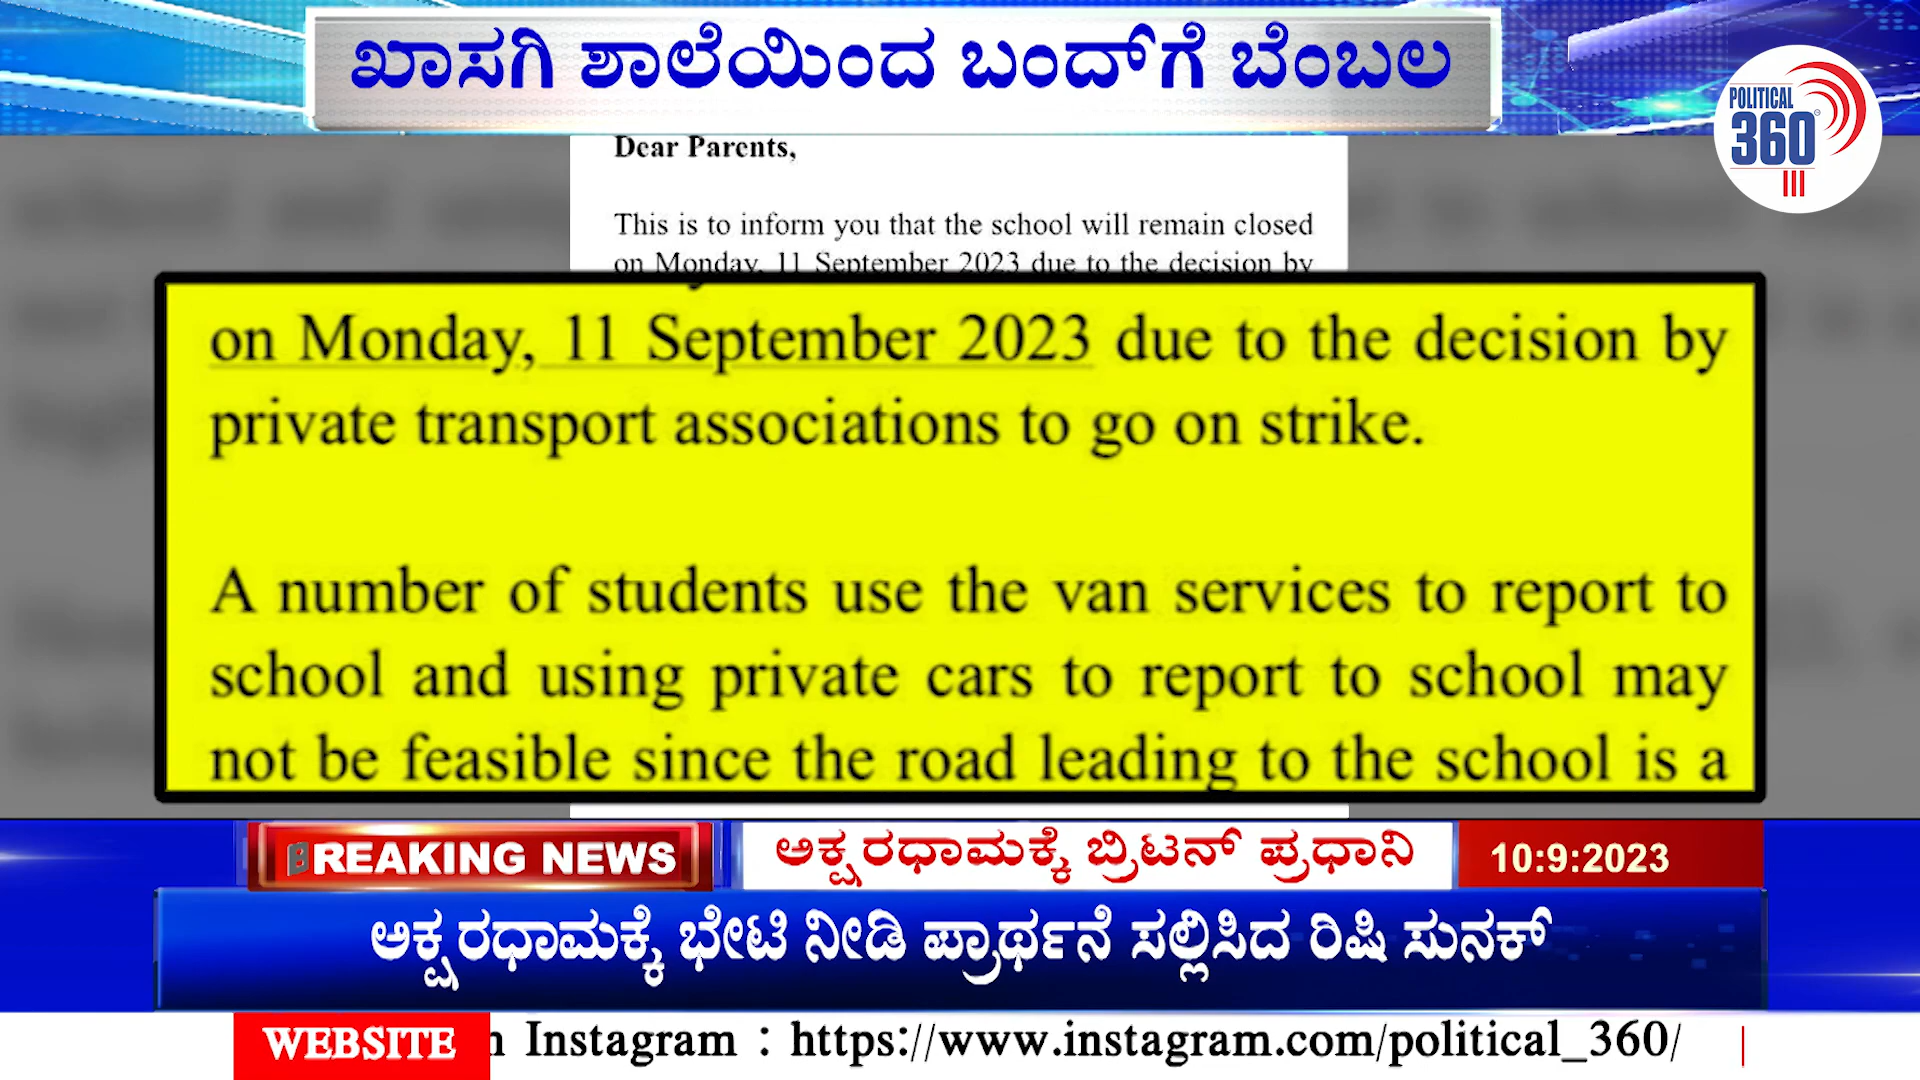 ಖಾಸಗಿ ಶಾಲೆಯಿಂದ ಬಂದ್‌ಗೆ ಬೆಂಬಲ
POLITICAL
360
Dear Parents,
This is to inform you that the school will remain closed
on Monday, 11 September 2023 due to the decision by
on Monday, 11 September 2023 due to the decision by
private transport associations to go on strike.
A number of students use the van services to report to
school and using private cars to report to school may
not be feasible since the road leading to the school is a
BREAKING NEWS
ಅಕ್ಷರಧಾಮಕ್ಕೆ ಬ್ರಿಟನ್ ಪ್ರಧಾನಿ
10:9:2023
ಅಕ್ಷರಧಾಮಕ್ಕೆ ಭೇಟಿ ನೀಡಿ ಪ್ರಾರ್ಥನೆ ಸಲ್ಲಿಸಿದ ರಿಷಿ ಸುನಕ್
WEBSITE
Instagram : https://www.instagram.com/political_360/